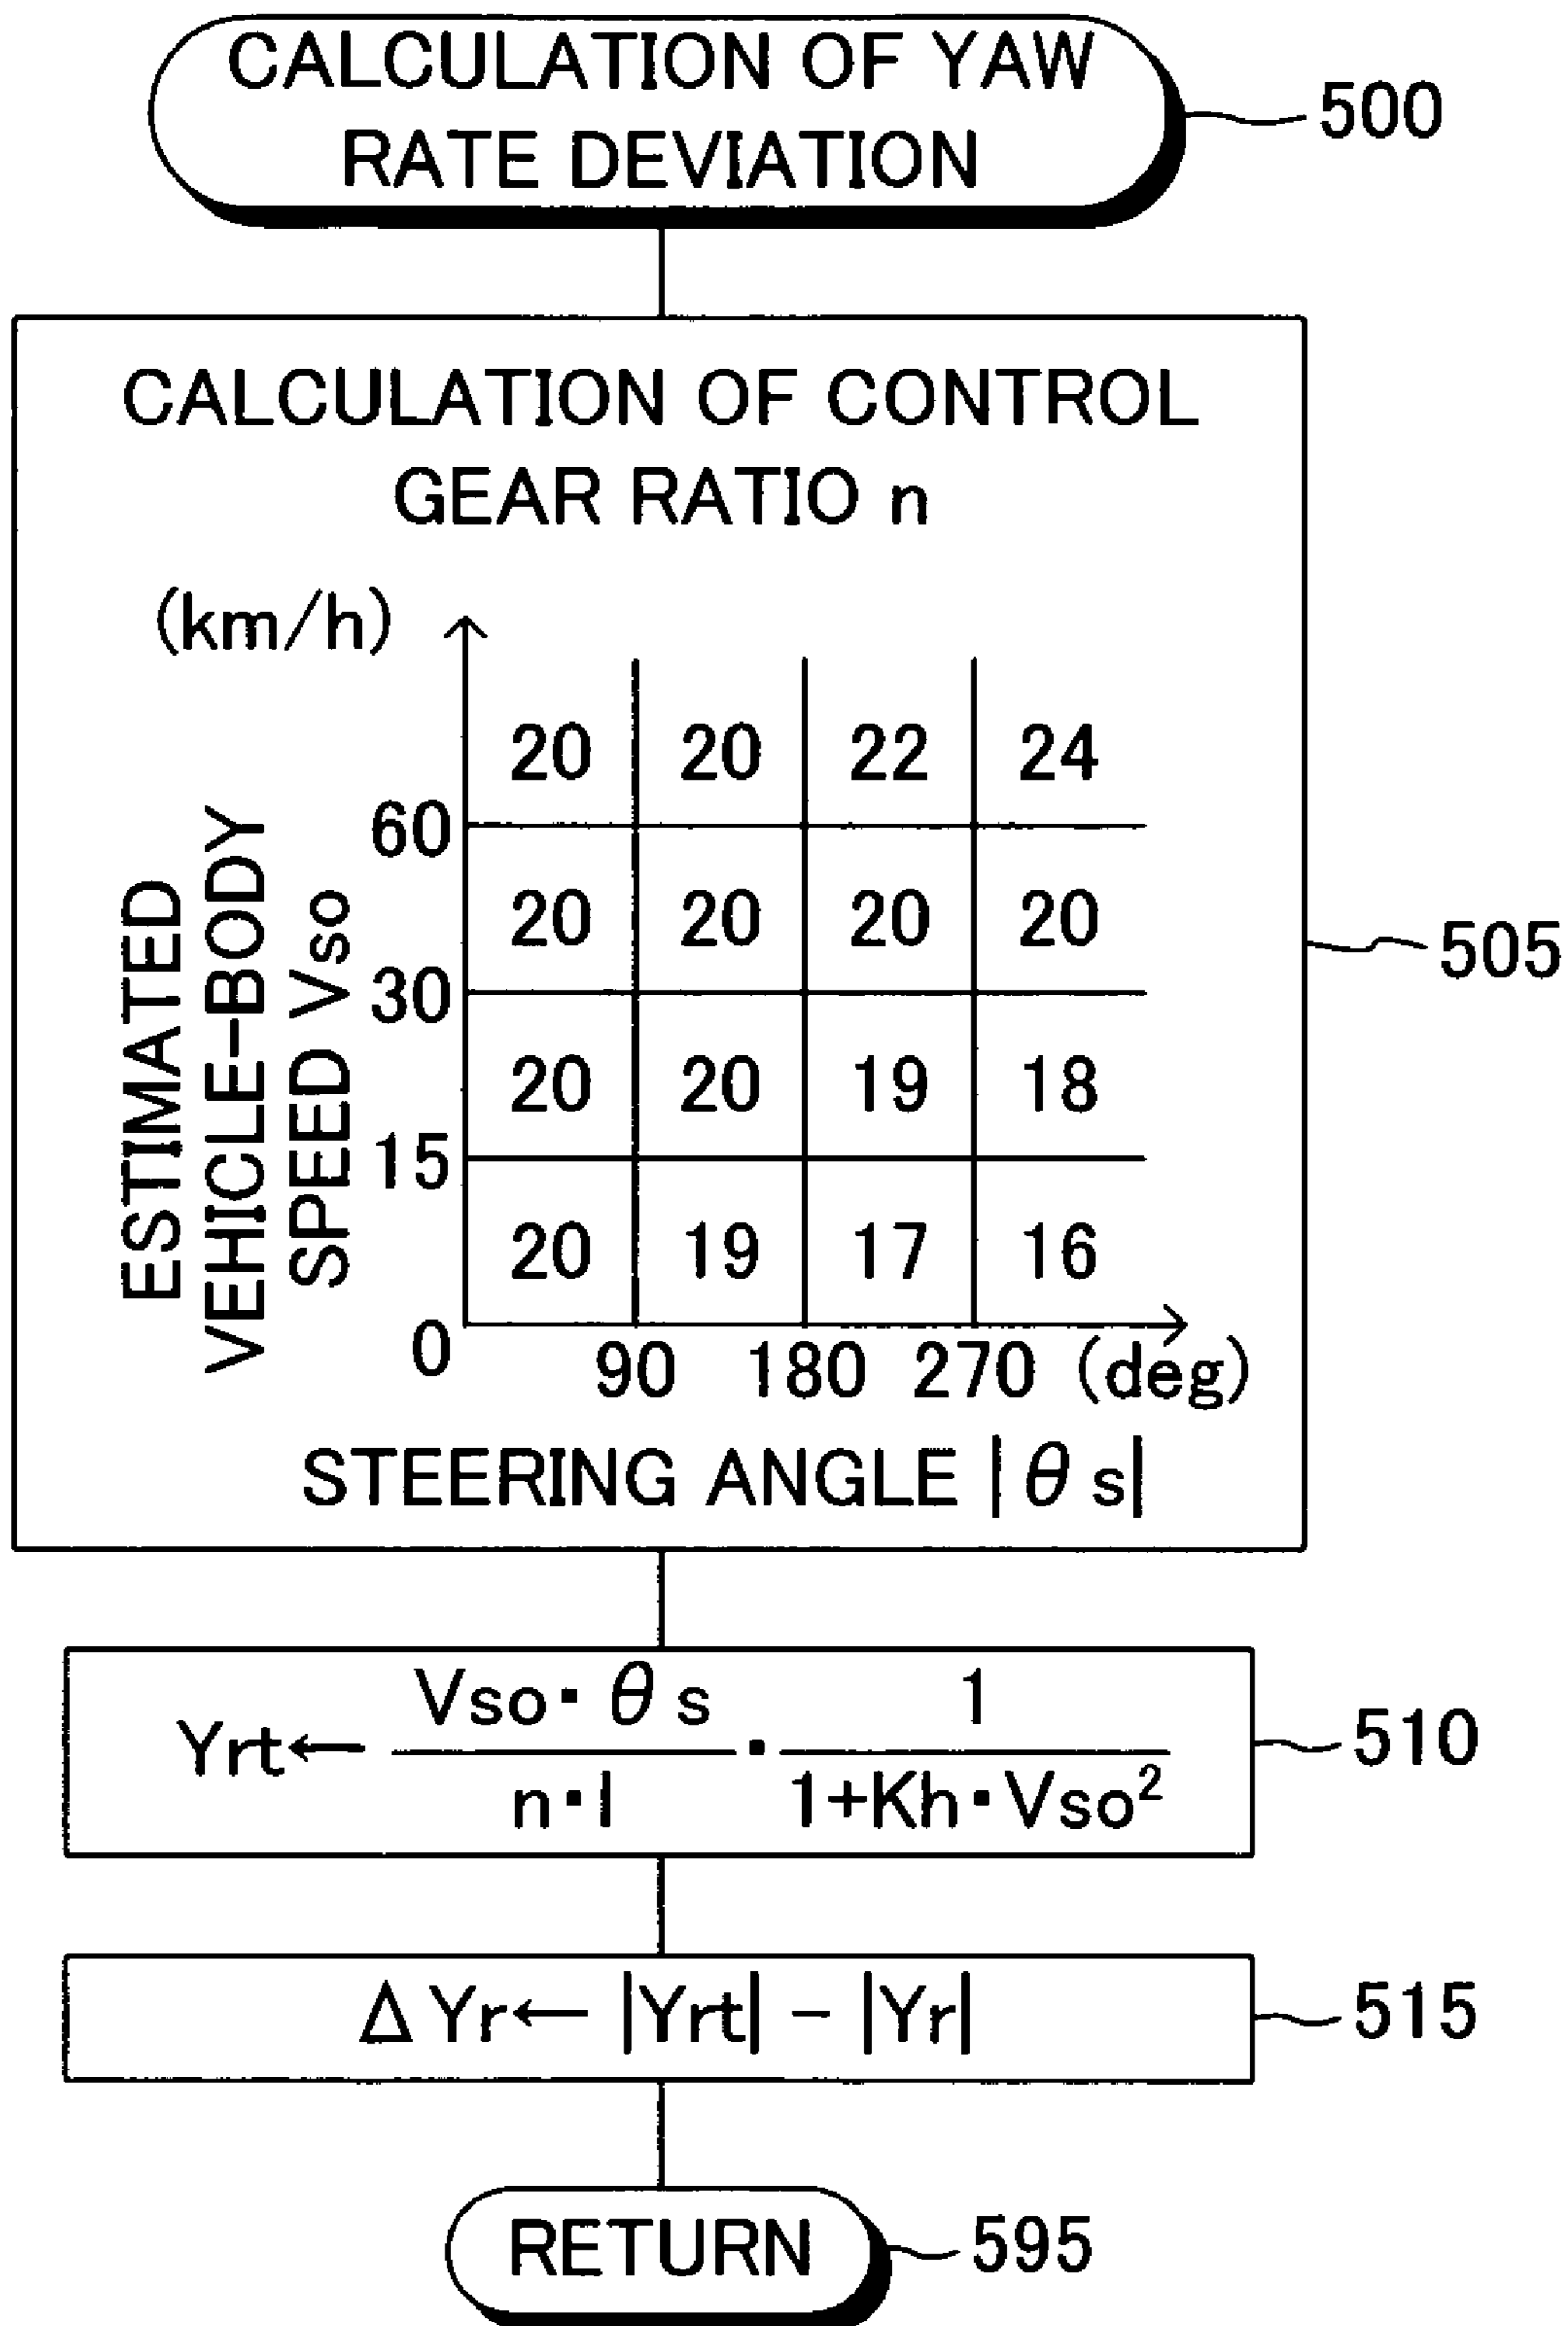 CALCULATION OF YAW
RATE DEVIATION
500
CALCULATION OF CONTROL
GEAR RATIO n
(km/h)
20 20 22 24
60
20 20 20 20
30
20 20 19 18
15
20 19 17 16
0
90 180 270 (deg)
ESTIMATED
VEHICLE-BODY
SPEED Vso
STEERING ANGLE |θs|
505
Yrt← Vso・θs / n・l ・ 1 / 1+Kh・Vso²
510
ΔYr← |Yrt| - |Yr|
515
RETURN
595